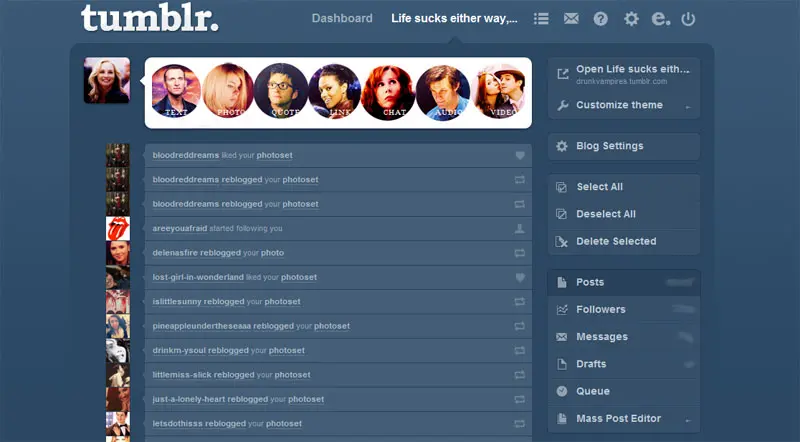 tumblr.
Dashboard
Life sucks either way,...
e.
TEXT
PHOTO
QUOTE
LINK
CHAT
AUDIO
VIDEO
bloodreddreams liked your photoset
bloodreddreams reblogged your photoset
bloodreddreams reblogged your photoset
areeyouafraid started following you
delenasfire reblogged your photo
lost-girl-in-wonderland liked your photoset
islittlesunny reblogged your photoset
pineappleundertheseaaa reblogged your photoset
drinkm-ysoul reblogged your photoset
littlemiss-slick reblogged your photoset
just-a-lonely-heart reblogged your photoset
letsdothisss reblogged your photoset
Open Life sucks eith...
drunkvampires.tumblr.com
Customize theme
Blog Settings
Select All
Deselect All
Delete Selected
Posts
Followers
Messages
Drafts
Queue
Mass Post Editor